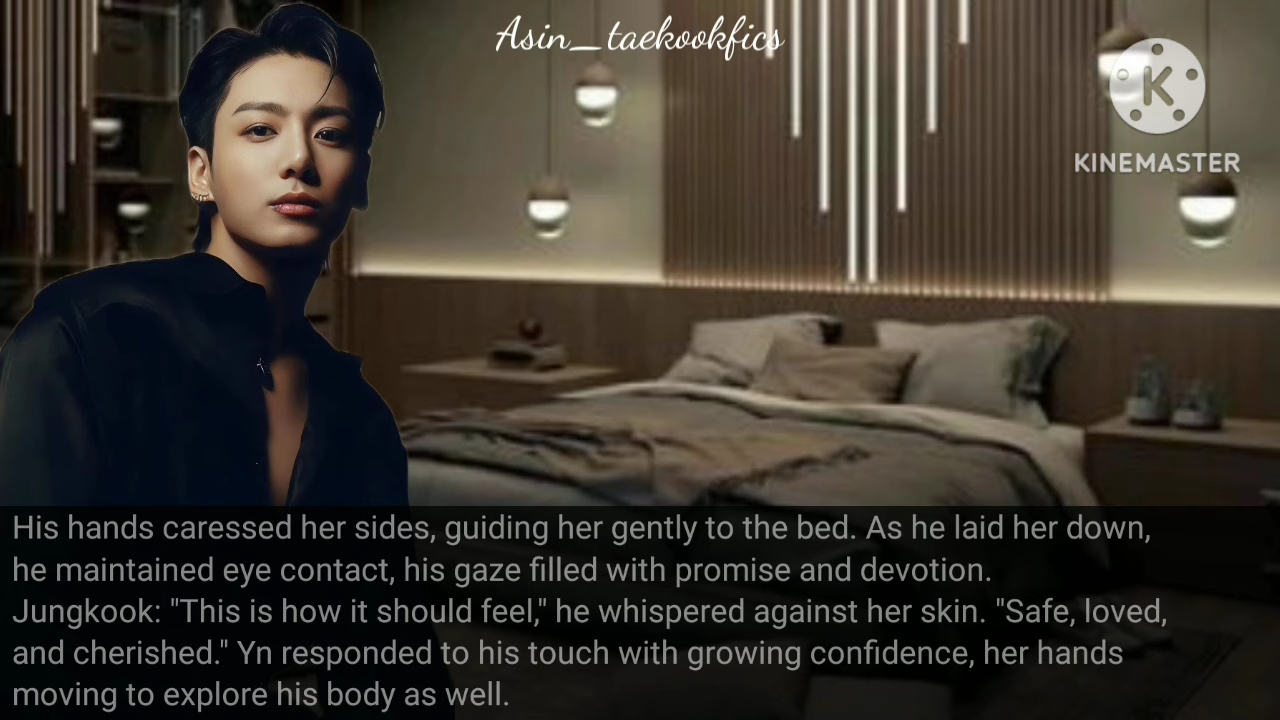 Asin_taekookfics
K
KINEMASTER
His hands caressed her sides, guiding her gently to the bed. As he laid her down,
he maintained eye contact, his gaze filled with promise and devotion.
Jungkook: "This is how it should feel," he whispered against her skin. "Safe, loved,
and cherished." Yn responded to his touch with growing confidence, her hands
moving to explore his body as well.